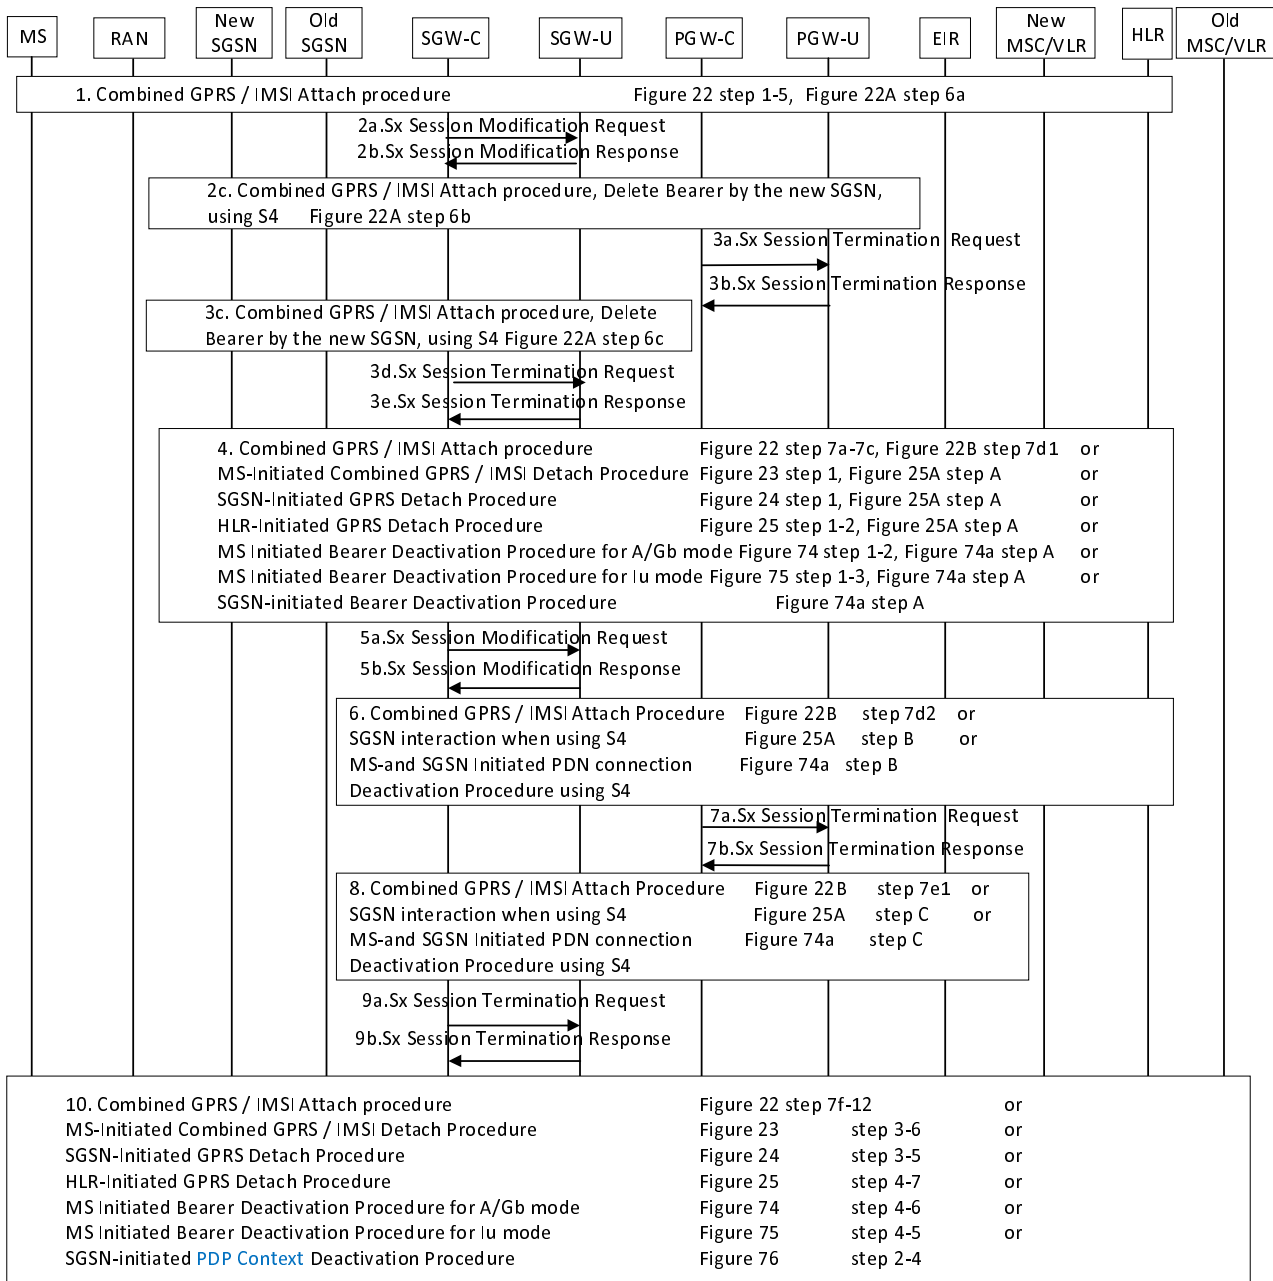 MS
RAN
New
SGSN
Old
SGSN
SGW-C
SGW-U
PGW-C
PGW-U
EIR
New
MSC/VLR
HLR
Old
MSC/VLR
1. Combined GPRS / IMSI Attach procedure Figure 22 step 1-5, Figure 22A step 6a
2a.Sx Session Modification Request
2b.Sx Session Modification Response
2c. Combined GPRS / IMSI Attach procedure, Delete Bearer by the new SGSN,
using S4 Figure 22A step 6b
3a.Sx Session Termination Request
3b.Sx Session Termination Response
3c. Combined GPRS / IMSI Attach procedure, Delete
Bearer by the new SGSN, using S4 Figure 22A step 6c
3d.Sx Session Termination Request
3e.Sx Session Termination Response
4. Combined GPRS / IMSI Attach procedure Figure 22 step 7a-7c, Figure 22B step 7d1 or
MS-Initiated Combined GPRS / IMSI Detach Procedure Figure 23 step 1, Figure 25A step A or
SGSN-Initiated GPRS Detach Procedure Figure 24 step 1, Figure 25A step A or
HLR-Initiated GPRS Detach Procedure Figure 25 step 1-2, Figure 25A step A or
MS Initiated Bearer Deactivation Procedure for A/Gb mode Figure 74 step 1-2, Figure 74a step A or
MS Initiated Bearer Deactivation Procedure for Iu mode Figure 75 step 1-3, Figure 74a step A or
SGSN-initiated Bearer Deactivation Procedure Figure 74a step A
5a.Sx Session Modification Request
5b.Sx Session Modification Response
6. Combined GPRS / IMSI Attach Procedure Figure 22B step 7d2 or
SGSN interaction when using S4 Figure 25A step B or
MS-and SGSN Initiated PDN connection Figure 74a step B
Deactivation Procedure using S4
7a.Sx Session Termination Request
7b.Sx Session Termination Response
8. Combined GPRS / IMSI Attach Procedure Figure 22B step 7e1 or
SGSN interaction when using S4 Figure 25A step C or
MS-and SGSN Initiated PDN connection Figure 74a step C
Deactivation Procedure using S4
9a.Sx Session Termination Request
9b.Sx Session Termination Response
10. Combined GPRS / IMSI Attach procedure Figure 22 step 7f-12 or
MS-Initiated Combined GPRS / IMSI Detach Procedure Figure 23 step 3-6 or
SGSN-Initiated GPRS Detach Procedure Figure 24 step 3-5 or
HLR-Initiated GPRS Detach Procedure Figure 25 step 4-7 or
MS Initiated Bearer Deactivation Procedure for A/Gb mode Figure 74 step 4-6 or
MS Initiated Bearer Deactivation Procedure for Iu mode Figure 75 step 4-5 or
SGSN-initiated PDP Context Deactivation Procedure Figure 76 step 2-4